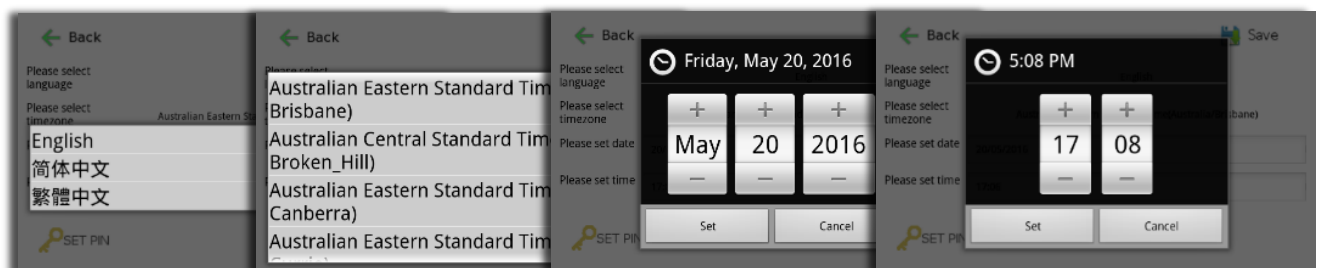 Back
Please select
language
Please select
timezone
Australian Eastern
English
简体中文
繁體中文
SET PIN
Back
Please select
Australian Eastern Standard Tim
Brisbane)
Australian Central Standard Tim
Broken_Hill)
Australian Eastern Standard Tim
Canberra)
Australian Eastern Standard Tim
Back
Please select
language
Please select
timezone
Please set date
Please set time
SET PIN
Friday, May 20, 2016
+ + +
May 20 2016
− − −
Set Cancel
Back
Save
Please select
language
English
Please select
timezone
bane)
Please set date
Please set time
SET PIN
5:08 PM
+ +
17 08
− −
Set Cancel